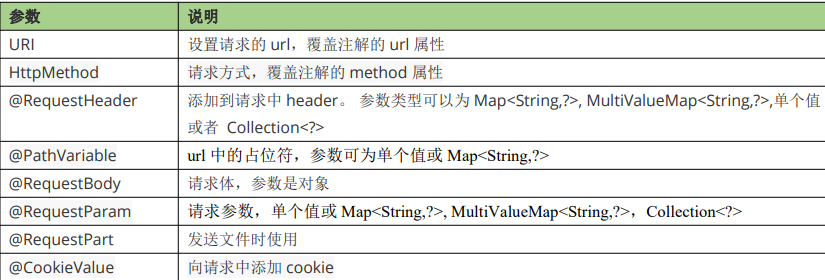 参数 说明
URI 设置请求的 url，覆盖注解的 url 属性
HttpMethod 请求方式，覆盖注解的 method 属性
@RequestHeader 添加到请求中 header。 参数类型可以为 Map<String,?>, MultiValueMap<String,?>,单个值
或者 Collection<?>
@PathVariable url 中的占位符，参数可为单个值或 Map<String,?>
@RequestBody 请求体，参数是对象
@RequestParam 请求参数，单个值或 Map<String,?>, MultiValueMap<String,?>，Collection<?>
@RequestPart 发送文件时使用
@CookieValue 向请求中添加 cookie